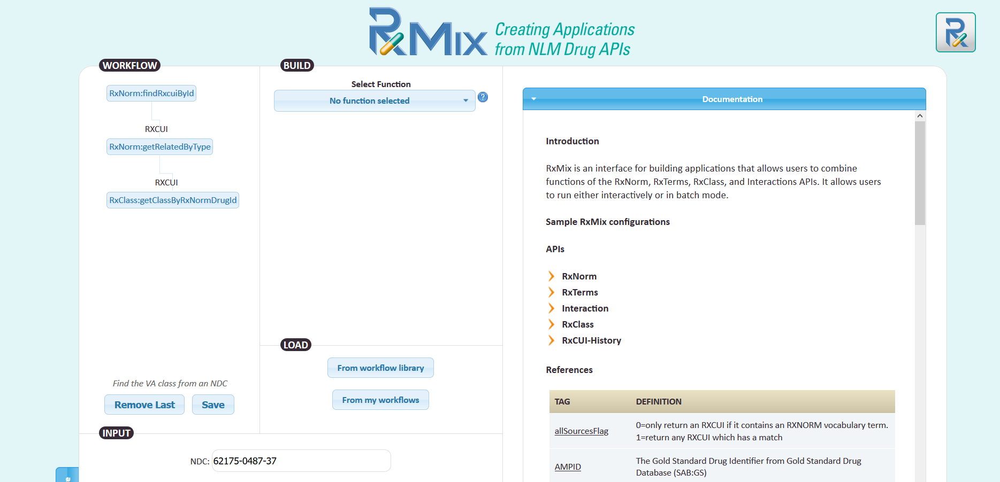 RxMix
Creating Applications
from NLM Drug APIs
Rx
WORKFLOW
RxNorm:findRxcuiById
RXCUI
RxNorm:getRelatedByType
RXCUI
RxClass:getClassByRxNormDrugId
Find the VA class from an NDC
Remove Last
Save
BUILD
Select Function
No function selected
?
LOAD
From workflow library
From my workflows
INPUT
NDC: 62175-0487-37
Documentation
Introduction
RxMix is an interface for building applications that allows users to combine
functions of the RxNorm, RxTerms, RxClass, and Interactions APIs. It allows users
to run either interactively or in batch mode.
Sample RxMix configurations
APIs
RxNorm
RxTerms
Interaction
RxClass
RxCUI-History
References
TAG DEFINITION
allSourcesFlag 0=only return an RXCUI if it contains an RXNORM vocabulary term.
1=return any RXCUI which has a match
AMPID The Gold Standard Drug Identifier from Gold Standard Drug
Database (SAB:GS)